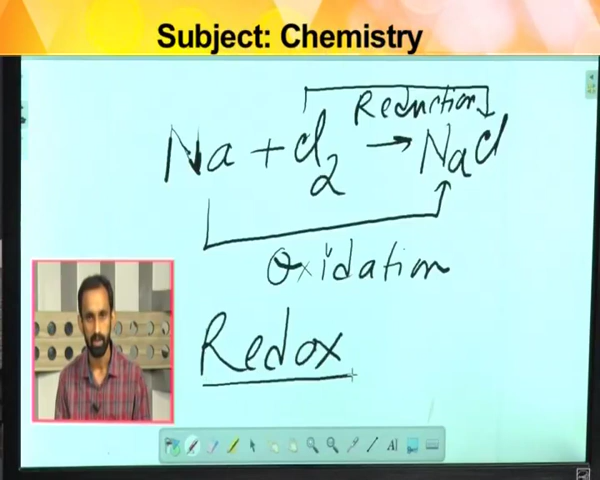 Subject: Chemistry
Reduction
Na + Cl2 → NaCl
Oxidation
Redox